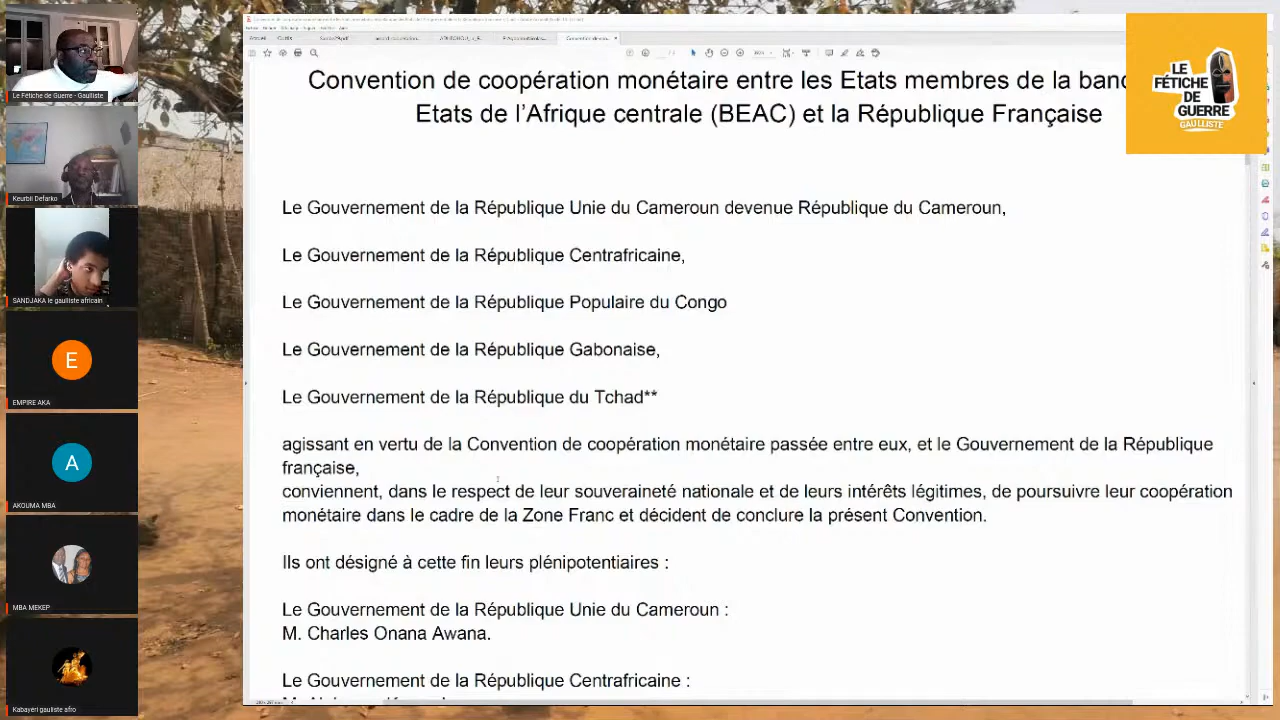 Le Fétiche de Guerre - Gaulliste
Keurbii Defarko
SANDJAKA le gaulliste africain
E
EMPIRE AKA
A
AKOUMA MBA
MBA MEKEP
Kabayéri gauliste afro
Accueil
Outils
Convention de coopération monétaire entre les Etats membres de la banq
Etats de l’Afrique centrale (BEAC) et la République Française
Le Gouvernement de la République Unie du Cameroun devenue République du Cameroun,
Le Gouvernement de la République Centrafricaine,
Le Gouvernement de la République Populaire du Congo
Le Gouvernement de la République Gabonaise,
Le Gouvernement de la République du Tchad**
agissant en vertu de la Convention de coopération monétaire passée entre eux, et le Gouvernement de la République
française,
conviennent, dans le respect de leur souveraineté nationale et de leurs intérêts légitimes, de poursuivre leur coopération
monétaire dans le cadre de la Zone Franc et décident de conclure la présent Convention.
Ils ont désigné à cette fin leurs plénipotentiaires :
Le Gouvernement de la République Unie du Cameroun :
M. Charles Onana Awana.
Le Gouvernement de la République Centrafricaine :
LE
FÉTICHE
DE
GUERRE
GAULLISTE